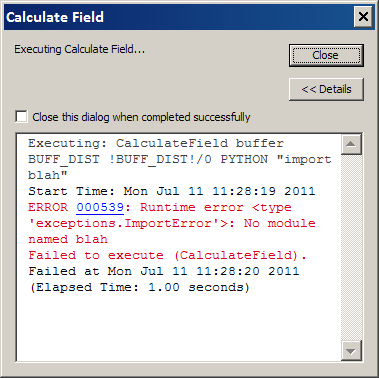 Calculate Field
Executing Calculate Field...
Close
<< Details
Close this dialog when completed successfully
Executing: CalculateField buffer
BUFF_DIST !BUFF_DIST!/0 PYTHON "import
blah"
Start Time: Mon Jul 11 11:28:19 2011
ERROR 000539: Runtime error <type
'exceptions.ImportError'>: No module
named blah
Failed to execute (CalculateField).
Failed at Mon Jul 11 11:28:20 2011
(Elapsed Time: 1.00 seconds)